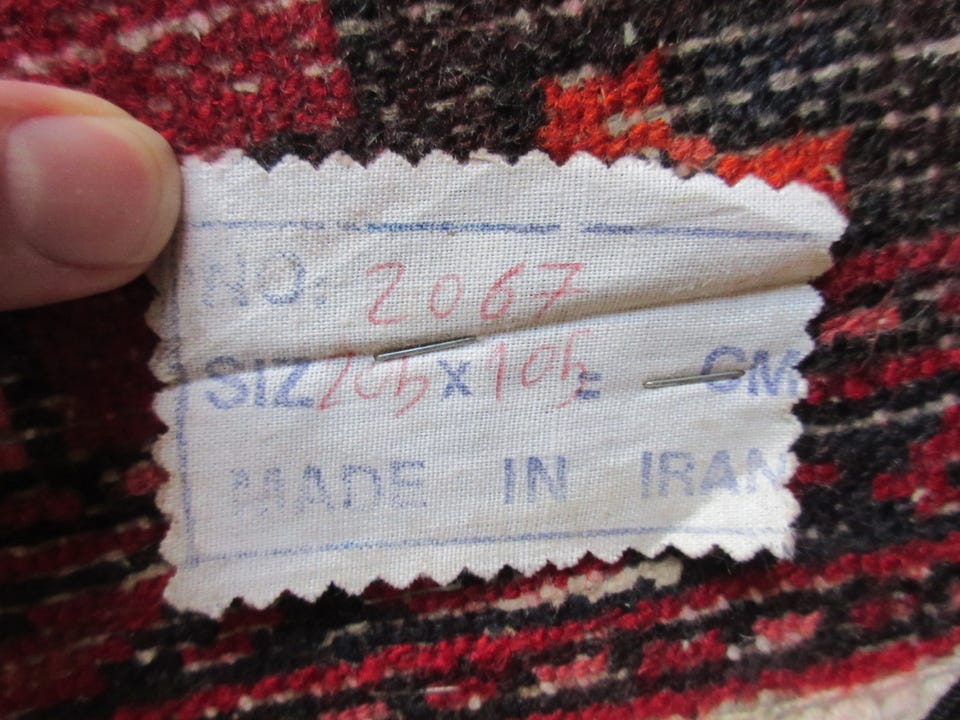 NO: 2067
SIZ 205 x 105 = CM
MADE IN IRAN